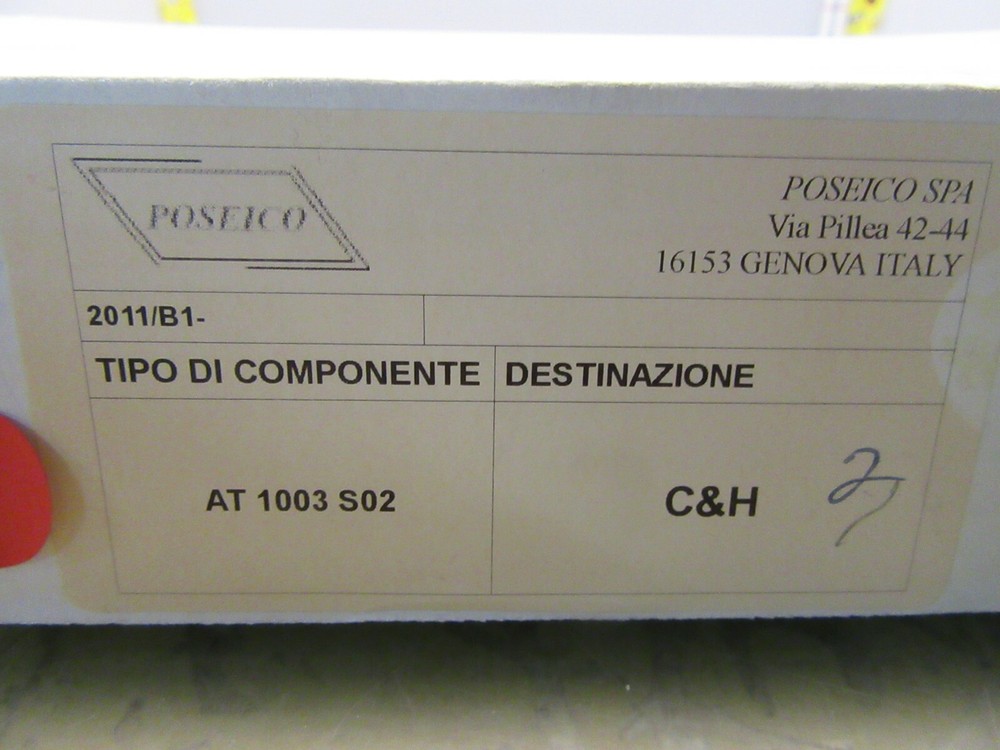 POSEICO
POSEICO SPA
Via Pillea 42-44
16153 GENOVA ITALY
2011/B1-
TIPO DI COMPONENTE
DESTINAZIONE
AT 1003 S02
C&H